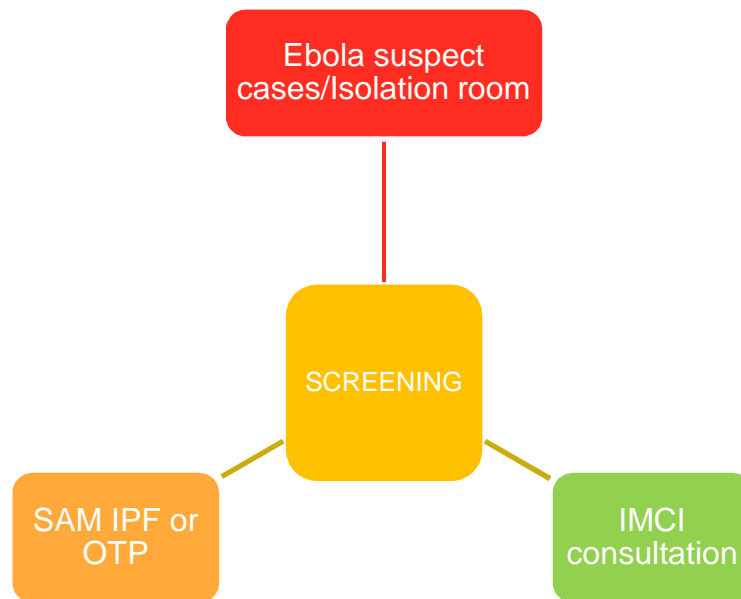 Ebola suspect
cases/Isolation room
SCREENING
SAM IPF or
OTP
IMCI
consultation